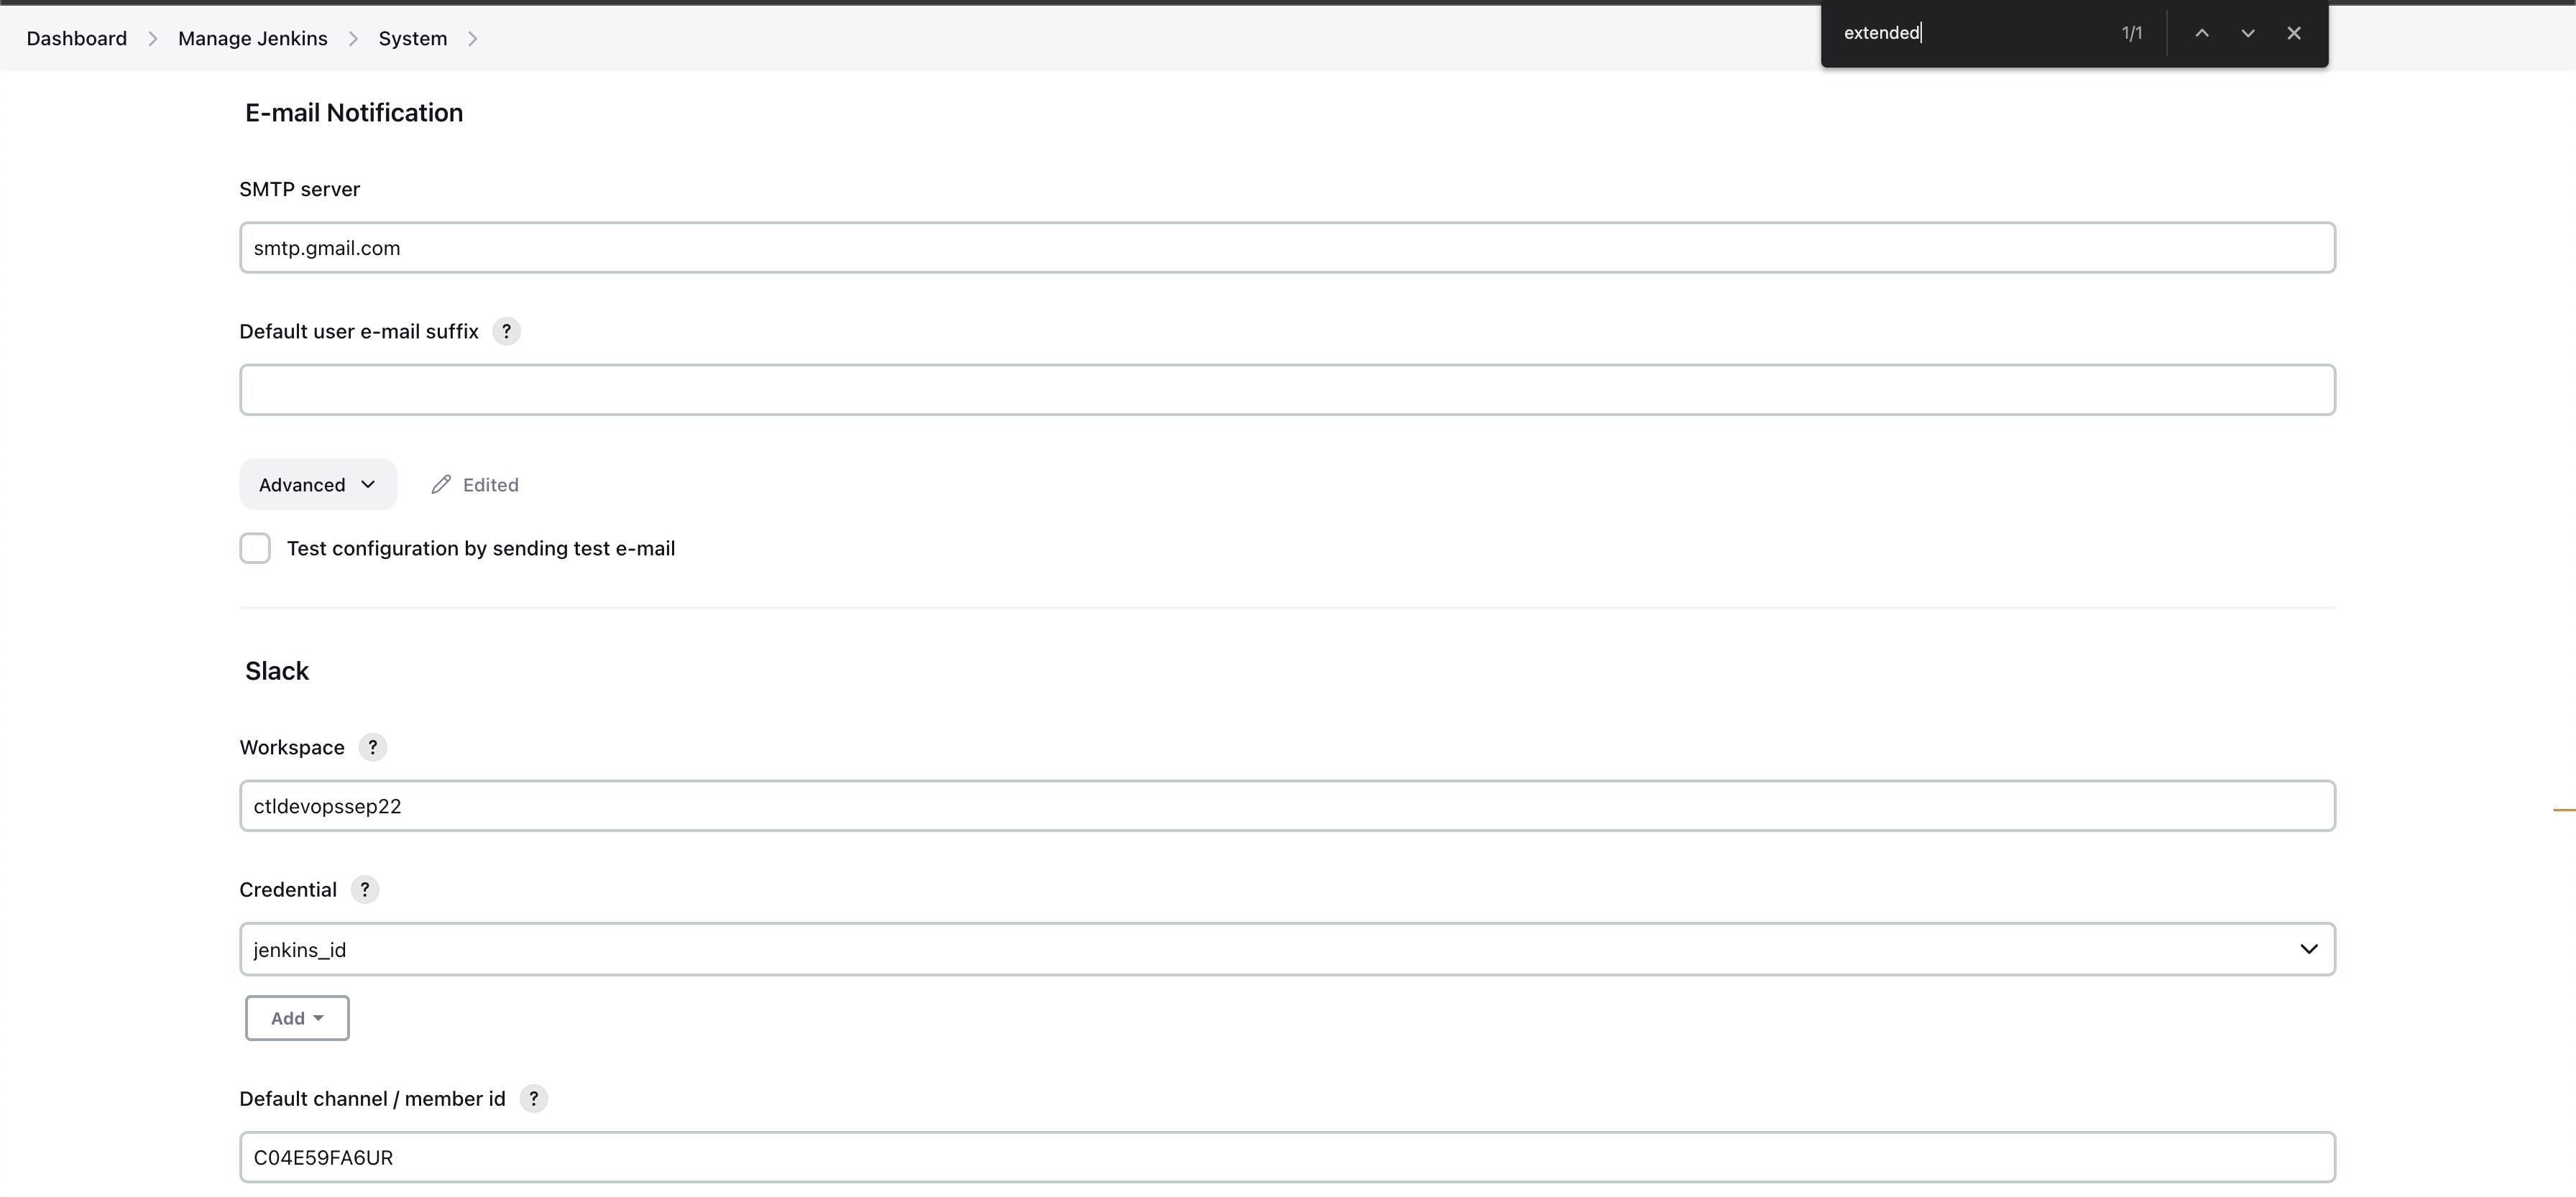 Dashboard > Manage Jenkins > System >
extended 1/1
E-mail Notification
SMTP server
smtp.gmail.com
Default user e-mail suffix ?
Advanced Edited
Test configuration by sending test e-mail
Slack
Workspace ?
ctldevopssep22
Credential ?
jenkins_id
Add
Default channel / member id ?
C04E59FA6UR